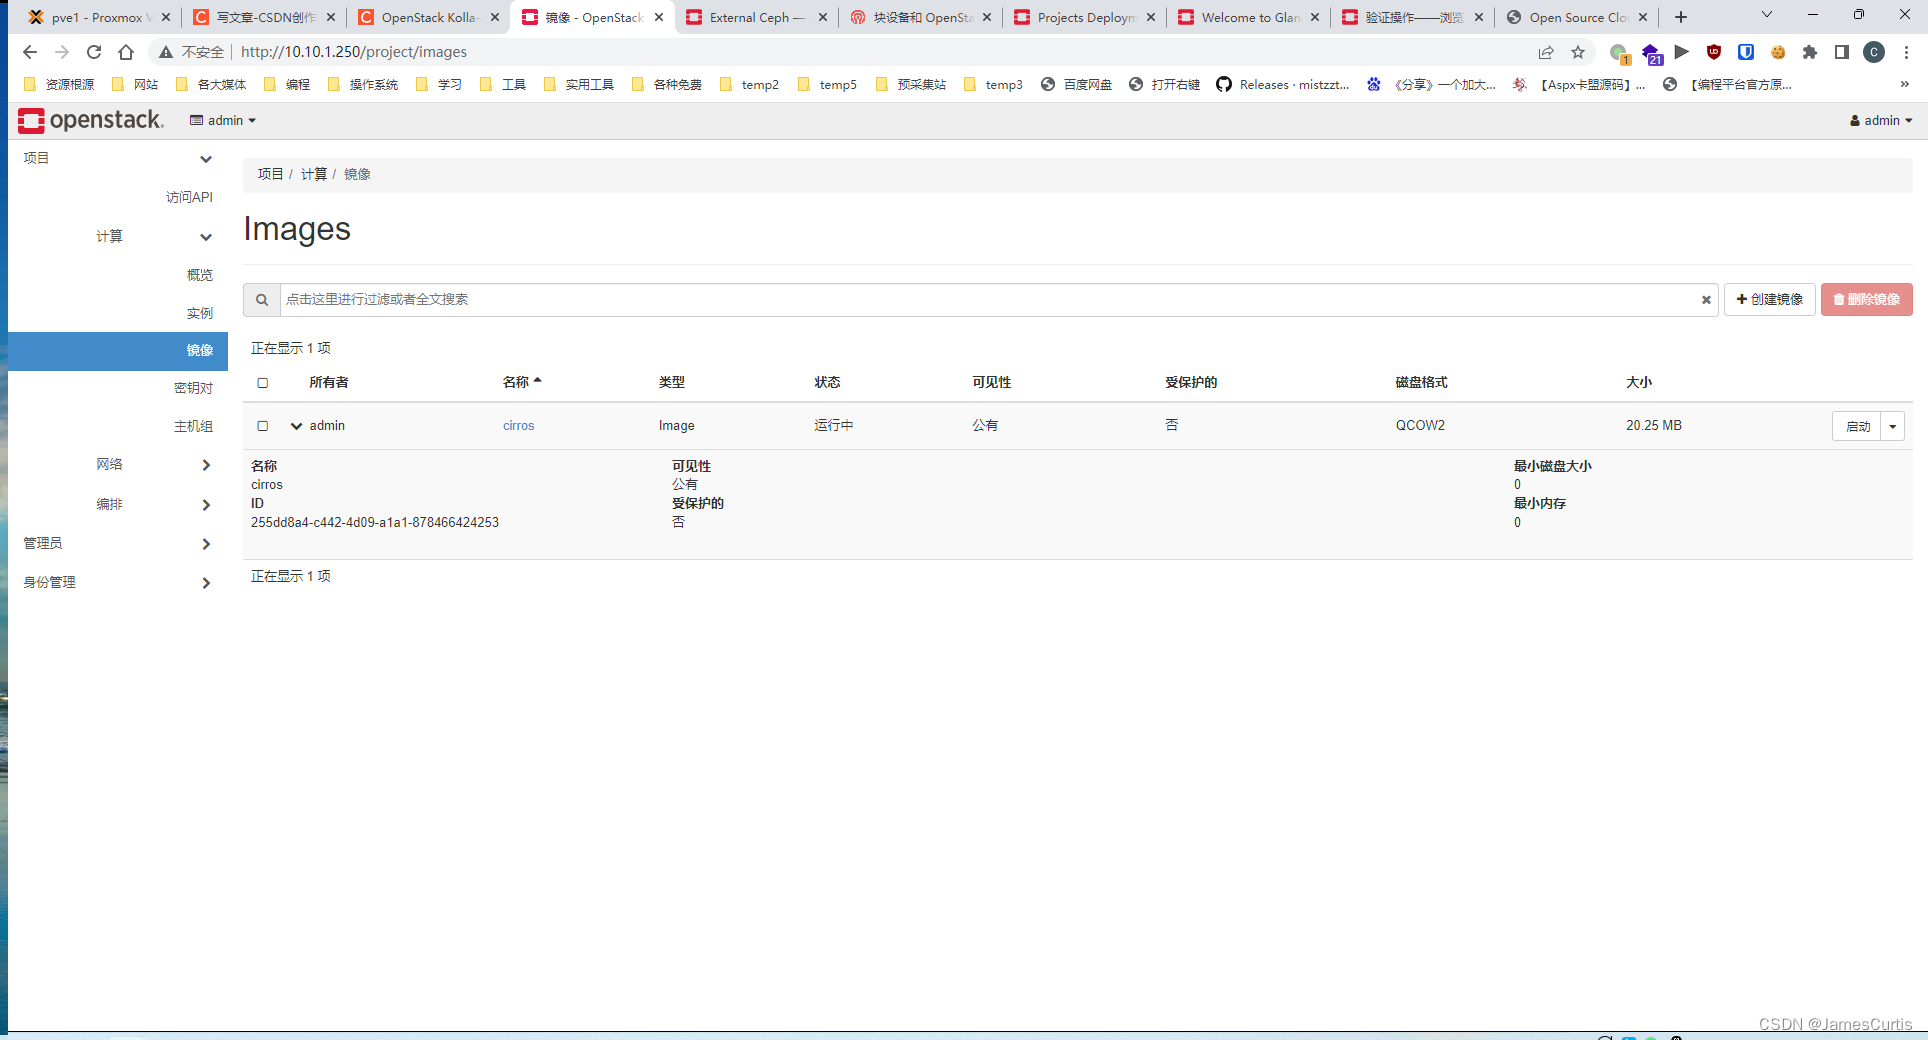 pve1 - Proxmox V
写文章-CSDN创作
OpenStack Kolla-
镜像 - OpenStack
External Ceph —
块设备和 OpenSta
Projects Deploym
Welcome to Glan
验证操作——浏览
Open Source Clo
不安全
http://10.10.1.250/project/images
1
21
C
资源根源
网站
各大媒体
编程
操作系统
学习
工具
实用工具
各种免费
temp2
temp5
预采集站
temp3
百度网盘
打开右键
Releases · mistzzt...
《分享》一个加大...
【Aspx卡盟源码】...
【编程平台官方原...
»
openstack.
admin
admin
项目
访问API
计算
概览
实例
镜像
密钥对
主机组
网络
编排
管理员
身份管理
项目 / 计算 / 镜像
Images
点击这里进行过滤或者全文搜索
创建镜像
删除镜像
正在显示 1 项
所有者 名称 类型 状态 可见性 受保护的 磁盘格式 大小
admin cirros Image 运行中 公有 否 QCOW2 20.25 MB 启动
名称 可见性 最小磁盘大小
cirros 公有 0
ID 受保护的 最小内存
255dd8a4-c442-4d09-a1a1-878466424253 否 0
正在显示 1 项
CSDN @JamesCurtis